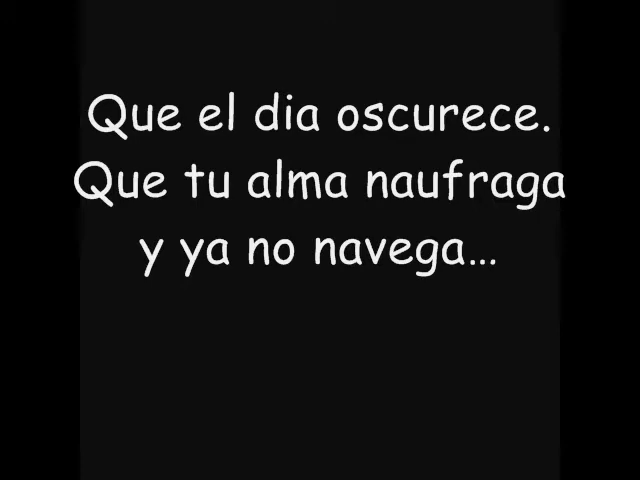 Que el dia oscurece.
Que tu alma naufraga
y ya no navega...